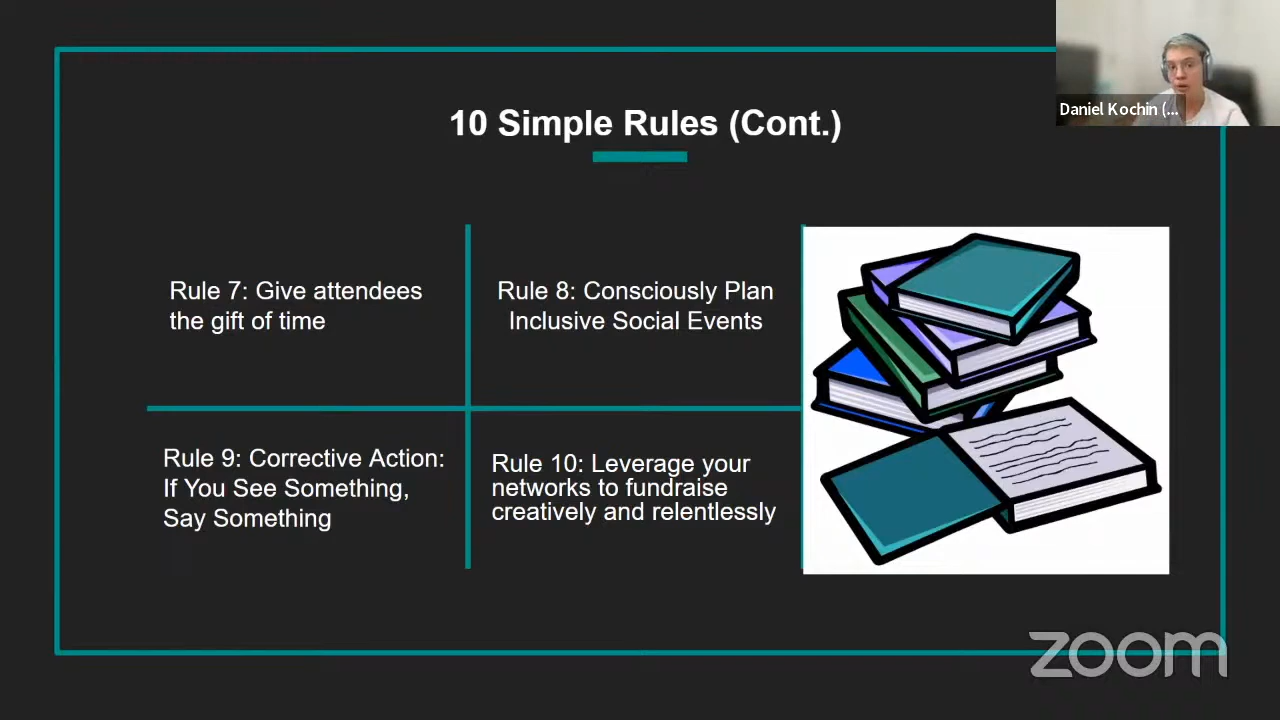 Daniel Kochin (...
10 Simple Rules (Cont.)
Rule 7: Give attendees
the gift of time
Rule 8: Consciously Plan
Inclusive Social Events
Rule 9: Corrective Action:
If You See Something,
Say Something
Rule 10: Leverage your
networks to fundraise
creatively and relentlessly
zoom